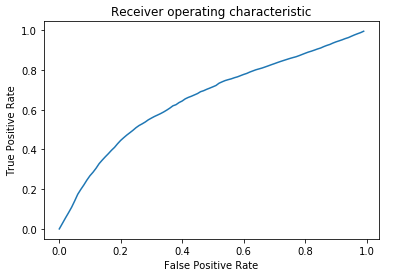 Receiver operating characteristic
1.0
0.8
0.6
0.4
0.2
0.0
True Positive Rate
0.0 0.2 0.4 0.6 0.8 1.0
False Positive Rate